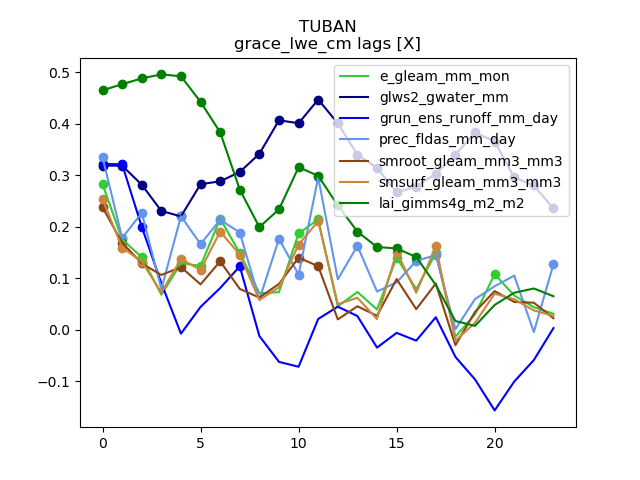 TUBAN
grace_lwe_cm lags [X]
0.5
0.4
0.3
0.2
0.1
0.0
−0.1
0
5
10
15
20
e_gleam_mm_mon
glws2_gwater_mm
grun_ens_runoff_mm_day
prec_fldas_mm_day
smroot_gleam_mm3_mm3
smsurf_gleam_mm3_mm3
lai_gimms4g_m2_m2